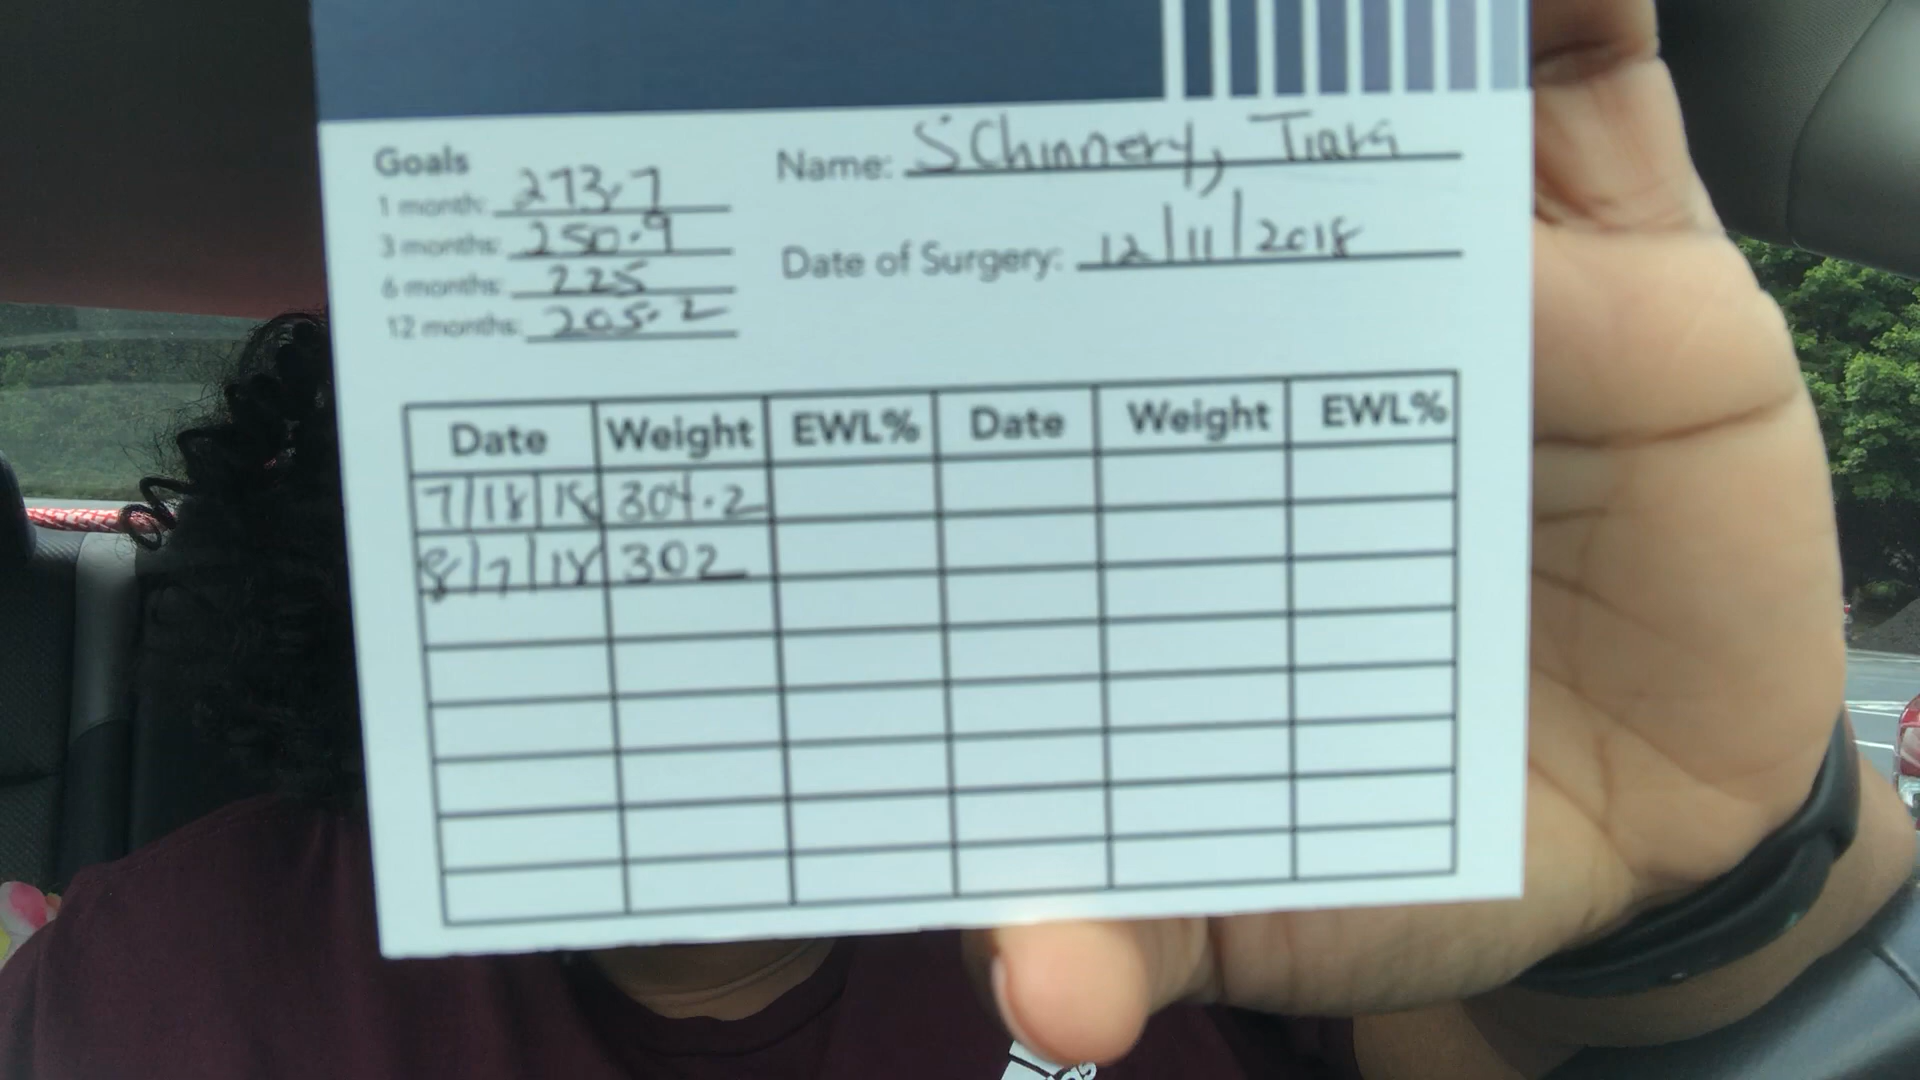 Goals
1 month: 273.7
3 months: 250.9
6 months: 225
12 months: 205.2
Name: SChinnery, Tiara
Date of Surgery: 12/11/2018
Date Weight EWL% Date Weight EWL%
7/18/18 304.2
8/7/18 302